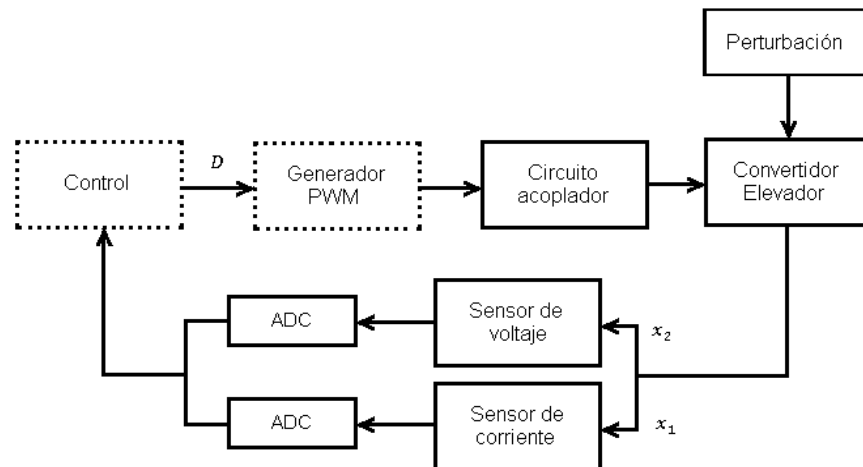 Perturbación
Control
D
Generador
PWM
Circuito
acoplador
Convertidor
Elevador
ADC
Sensor de
voltaje
x₂
ADC
Sensor de
corriente
x₁